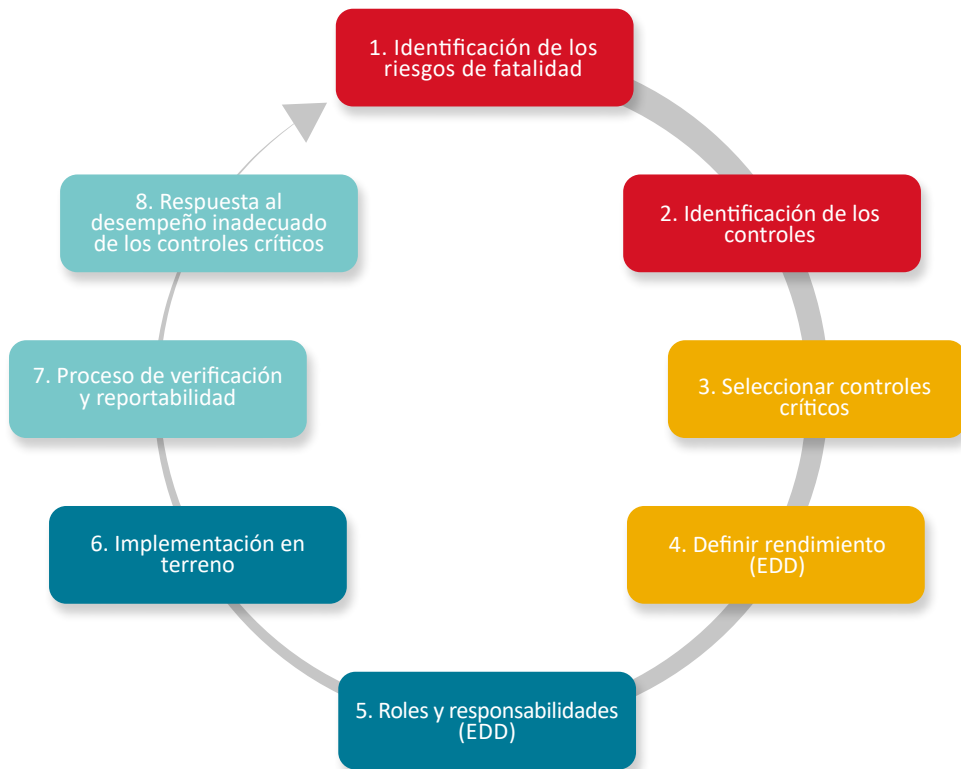 1. Identificación de los
riesgos de fatalidad
2. Identificación de los
controles
3. Seleccionar controles
críticos
4. Definir rendimiento
(EDD)
5. Roles y responsabilidades
(EDD)
6. Implementación en
terreno
7. Proceso de verificación
y reportabilidad
8. Respuesta al
desempeño inadecuado
de los controles críticos